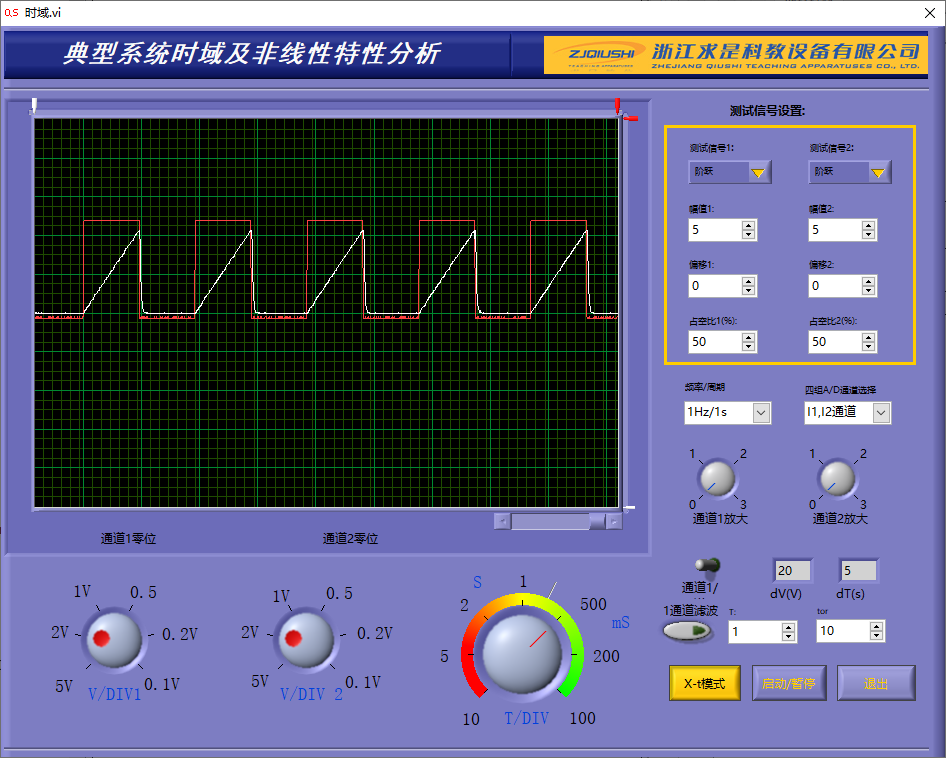 时域.vi
典型系统时域及非线性特性分析
ZJQIUSHI 浙江求是科教设备有限公司
ZHEJIANG QIUSHI TEACHING APPARATUSES CO., LTD.
测试信号设置:
测试信号1: 测试信号2:
阶跃 阶跃
幅值1: 幅值2:
5 5
偏移1: 偏移2:
0 0
占空比1(%): 占空比2(%):
50 50
频率/周期 四组A/D通道选择
1Hz/1s I1,I2通道
1 2 1 2
0 3 0 3
通道1放大 通道2放大
通道1零位 通道2零位
1V 0.5 1V 0.5
2V 0.2V 2V 0.2V
5V 0.1V 5V 0.1V
V/DIV1 V/DIV 2
S 1
2 500
mS
5 200
10 T/DIV 100
通道1/
20 5
dV(V) dT(s)
1通道滤波 T: tor
1 10
X-t模式 启动/暂停 退出